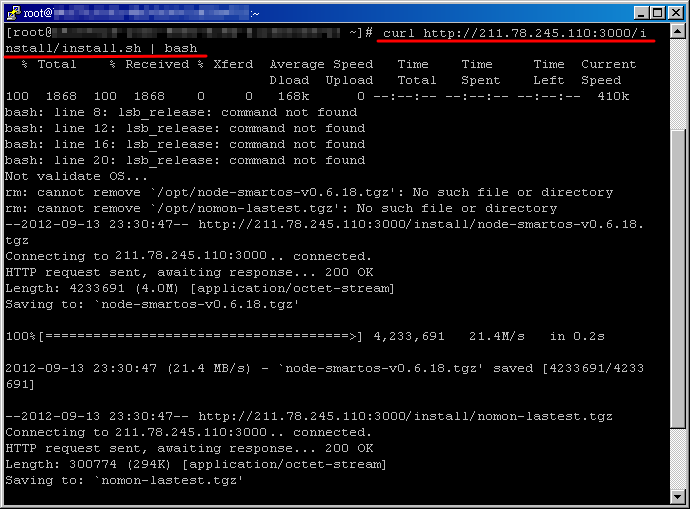 root@ :~
[root@ ~]# curl http://211.78.245.110:3000/i
nstall/install.sh | bash
  % Total    % Received % Xferd  Average Speed   Time    Time     Time  Current
                                 Dload  Upload   Total   Spent    Left  Speed
100  1868  100  1868    0     0   168k      0 --:--:-- --:--:-- --:--:--  410k
bash: line 8: lsb_release: command not found
bash: line 12: lsb_release: command not found
bash: line 16: lsb_release: command not found
bash: line 20: lsb_release: command not found
Not validate OS...
rm: cannot remove `/opt/node-smartos-v0.6.18.tgz': No such file or directory
rm: cannot remove `/opt/nomon-lastest.tgz': No such file or directory
--2012-09-13 23:30:47-- http://211.78.245.110:3000/install/node-smartos-v0.6.18.
tgz
Connecting to 211.78.245.110:3000... connected.
HTTP request sent, awaiting response... 200 OK
Length: 4233691 (4.0M) [application/octet-stream]
Saving to: `node-smartos-v0.6.18.tgz'
100%[======================================>] 4,233,691   21.4M/s   in 0.2s
2012-09-13 23:30:47 (21.4 MB/s) - `node-smartos-v0.6.18.tgz' saved [4233691/4233
691]
--2012-09-13 23:30:47-- http://211.78.245.110:3000/install/nomon-lastest.tgz
Connecting to 211.78.245.110:3000... connected.
HTTP request sent, awaiting response... 200 OK
Length: 300774 (294K) [application/octet-stream]
Saving to: `nomon-lastest.tgz'